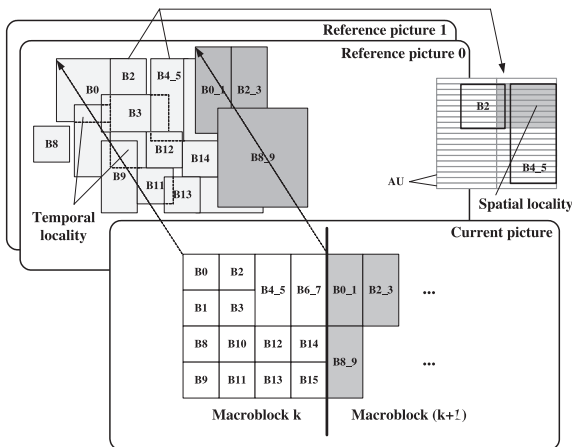 Reference picture 1
Reference picture 0
B2
B4_5
B0
B0_1
B2_3
B3
B2
B8
B12
B14
B8_9
B9
B11
B13
B4_5
AU
Temporal
locality
Spatial locality
Current picture
B0 B2 B4_5 B6_7 B0_1 B2_3 ...
B1 B3
B8 B10 B12 B14 B8_9 ...
B9 B11 B13 B15
Macroblock k Macroblock (k+1)